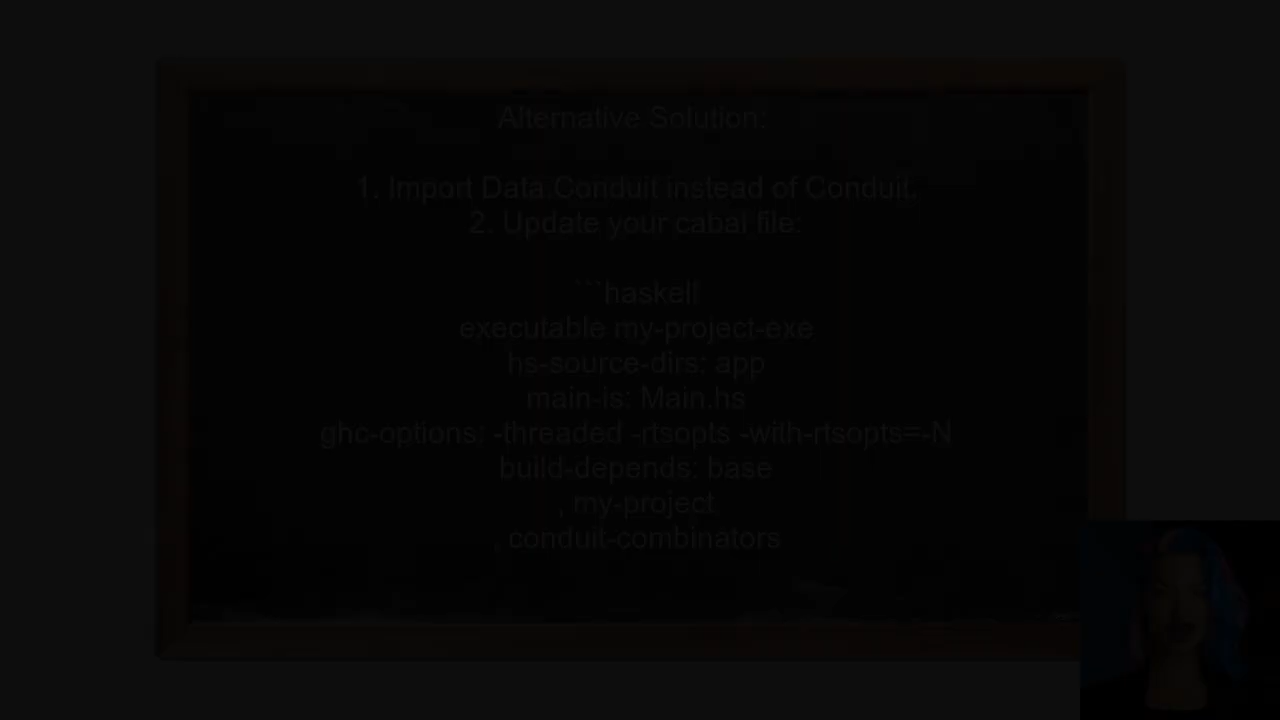 Alternative Solution:
1. Import Data.Conduit instead of Conduit.
2. Update your cabal file:
```haskell
executable my-project-exe
hs-source-dirs: app
main-is: Main.hs
ghc-options: -threaded -rtsopts -with-rtsopts=-N
build-depends: base
, my-project
, conduit-combinators